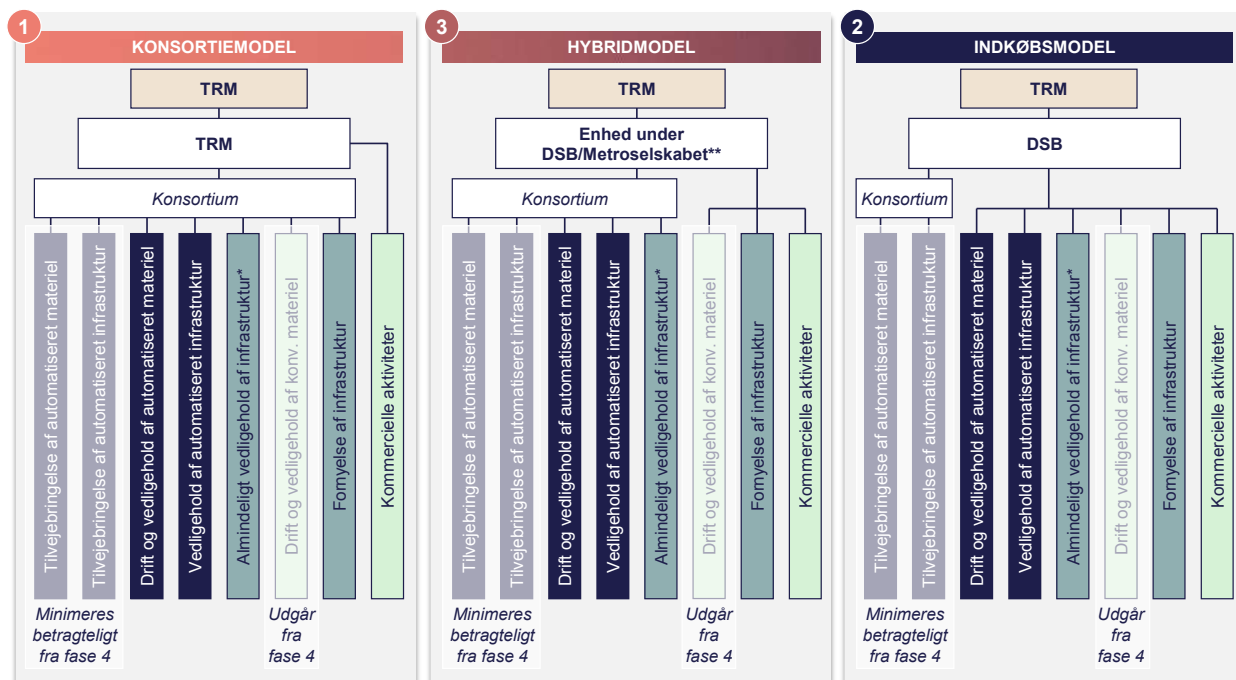 1
KONSORTIEMODEL
TRM
TRM
Konsortium
Tilvejebringelse af automatiseret materiel
Tilvejebringelse af automatiseret infrastruktur
Drift og vedligehold af automatiseret materiel
Vedligehold af automatiseret infrastruktur
Almindeligt vedligehold af infrastruktur*
Drift og vedligehold af konv. materiel
Fornyelse af infrastruktur
Kommercielle aktiviteter
Minimeres
betragteligt
fra fase 4
Udgår
fra
fase 4
3
HYBRIDMODEL
TRM
Enhed under
DSB/Metroselskabet**
Konsortium
Tilvejebringelse af automatiseret materiel
Tilvejebringelse af automatiseret infrastruktur
Drift og vedligehold af automatiseret materiel
Vedligehold af automatiseret infrastruktur
Almindeligt vedligehold af infrastruktur*
Drift og vedligehold af konv. materiel
Fornyelse af infrastruktur
Kommercielle aktiviteter
Minimeres
betragteligt
fra fase 4
Udgår
fra
fase 4
2
INDKØBSMODEL
TRM
DSB
Konsortium
Tilvejebringelse af automatiseret materiel
Tilvejebringelse af automatiseret infrastruktur
Drift og vedligehold af automatiseret materiel
Vedligehold af automatiseret infrastruktur
Almindeligt vedligehold af infrastruktur*
Drift og vedligehold af konv. materiel
Fornyelse af infrastruktur
Kommercielle aktiviteter
Minimeres
betragteligt
fra fase 4
Udgår
fra
fase 4